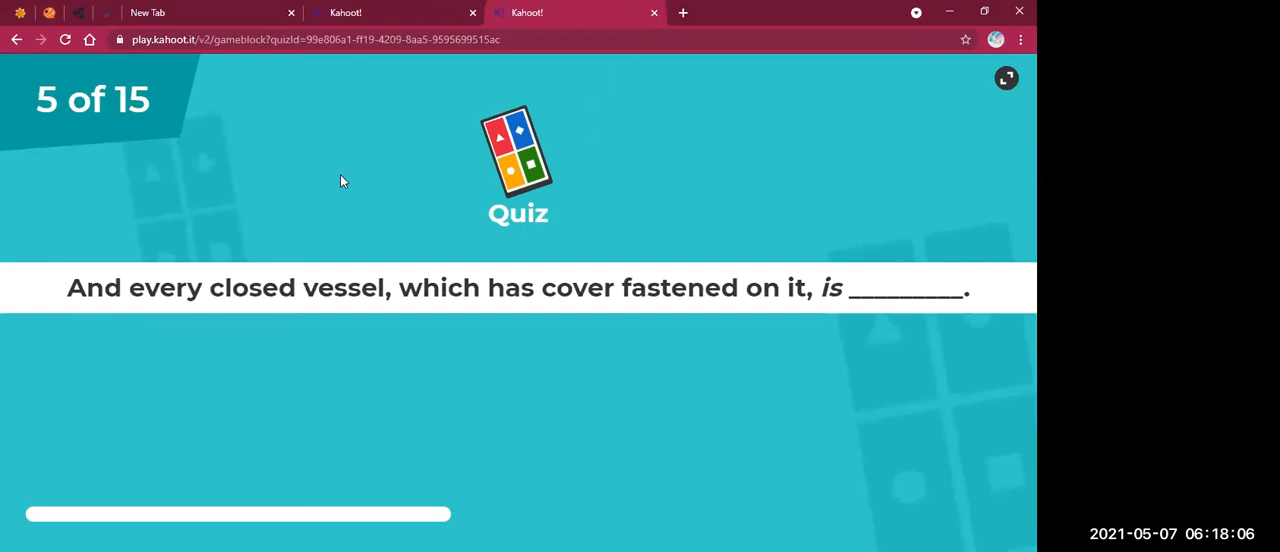 New Tab
Kahoot!
Kahoot!
play.kahoot.it/v2/gameblock?quizId=99e806a1-ff19-4209-8aa5-9595699515ac
5 of 15
Quiz
And every closed vessel, which has cover fastened on it, is _________.
2021-05-07 06:18:06